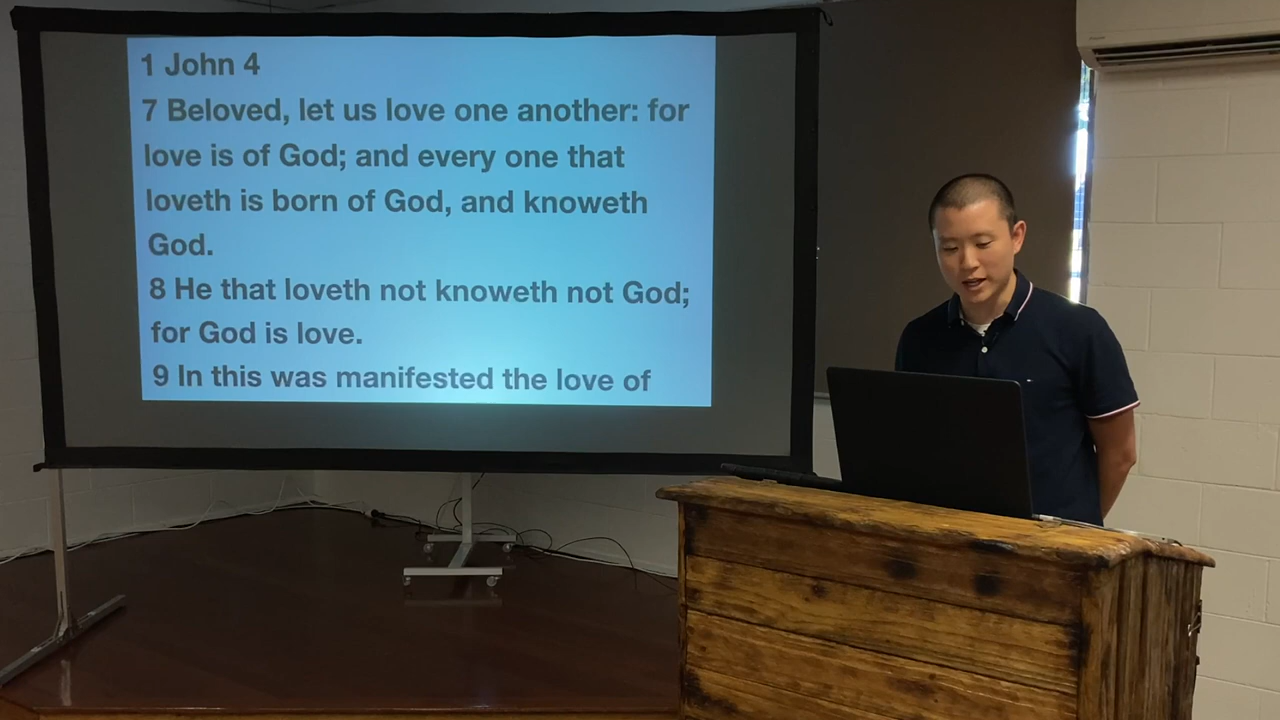 1 John 4
7 Beloved, let us love one another: for
love is of God; and every one that
loveth is born of God, and knoweth
God.
8 He that loveth not knoweth not God;
for God is love.
9 In this was manifested the love of